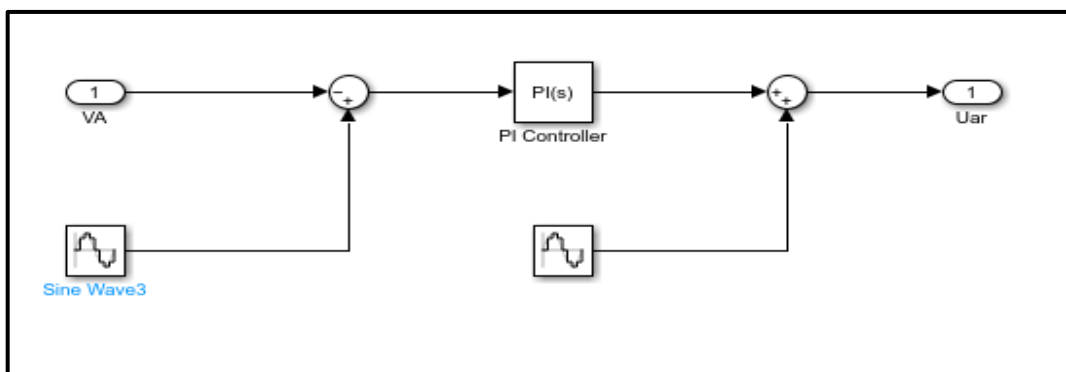 1
VA
−
+
PI(s)
PI Controller
+
+
1
Uar
Sine Wave3